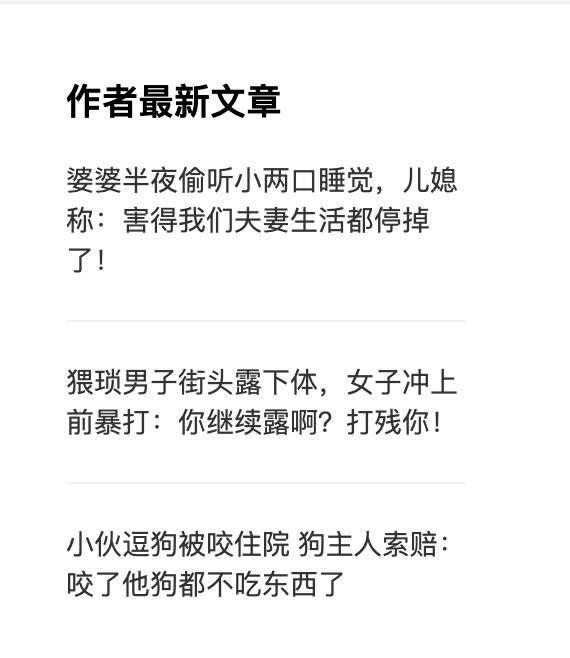 作者最新文章
婆婆半夜偷听小两口睡觉，儿媳
称：害得我们夫妻生活都停掉
了！
猥琐男子街头露下体，女子冲上
前暴打：你继续露啊？打残你！
小伙逗狗被咬住院 狗主人索赔：
咬了他狗都不吃东西了